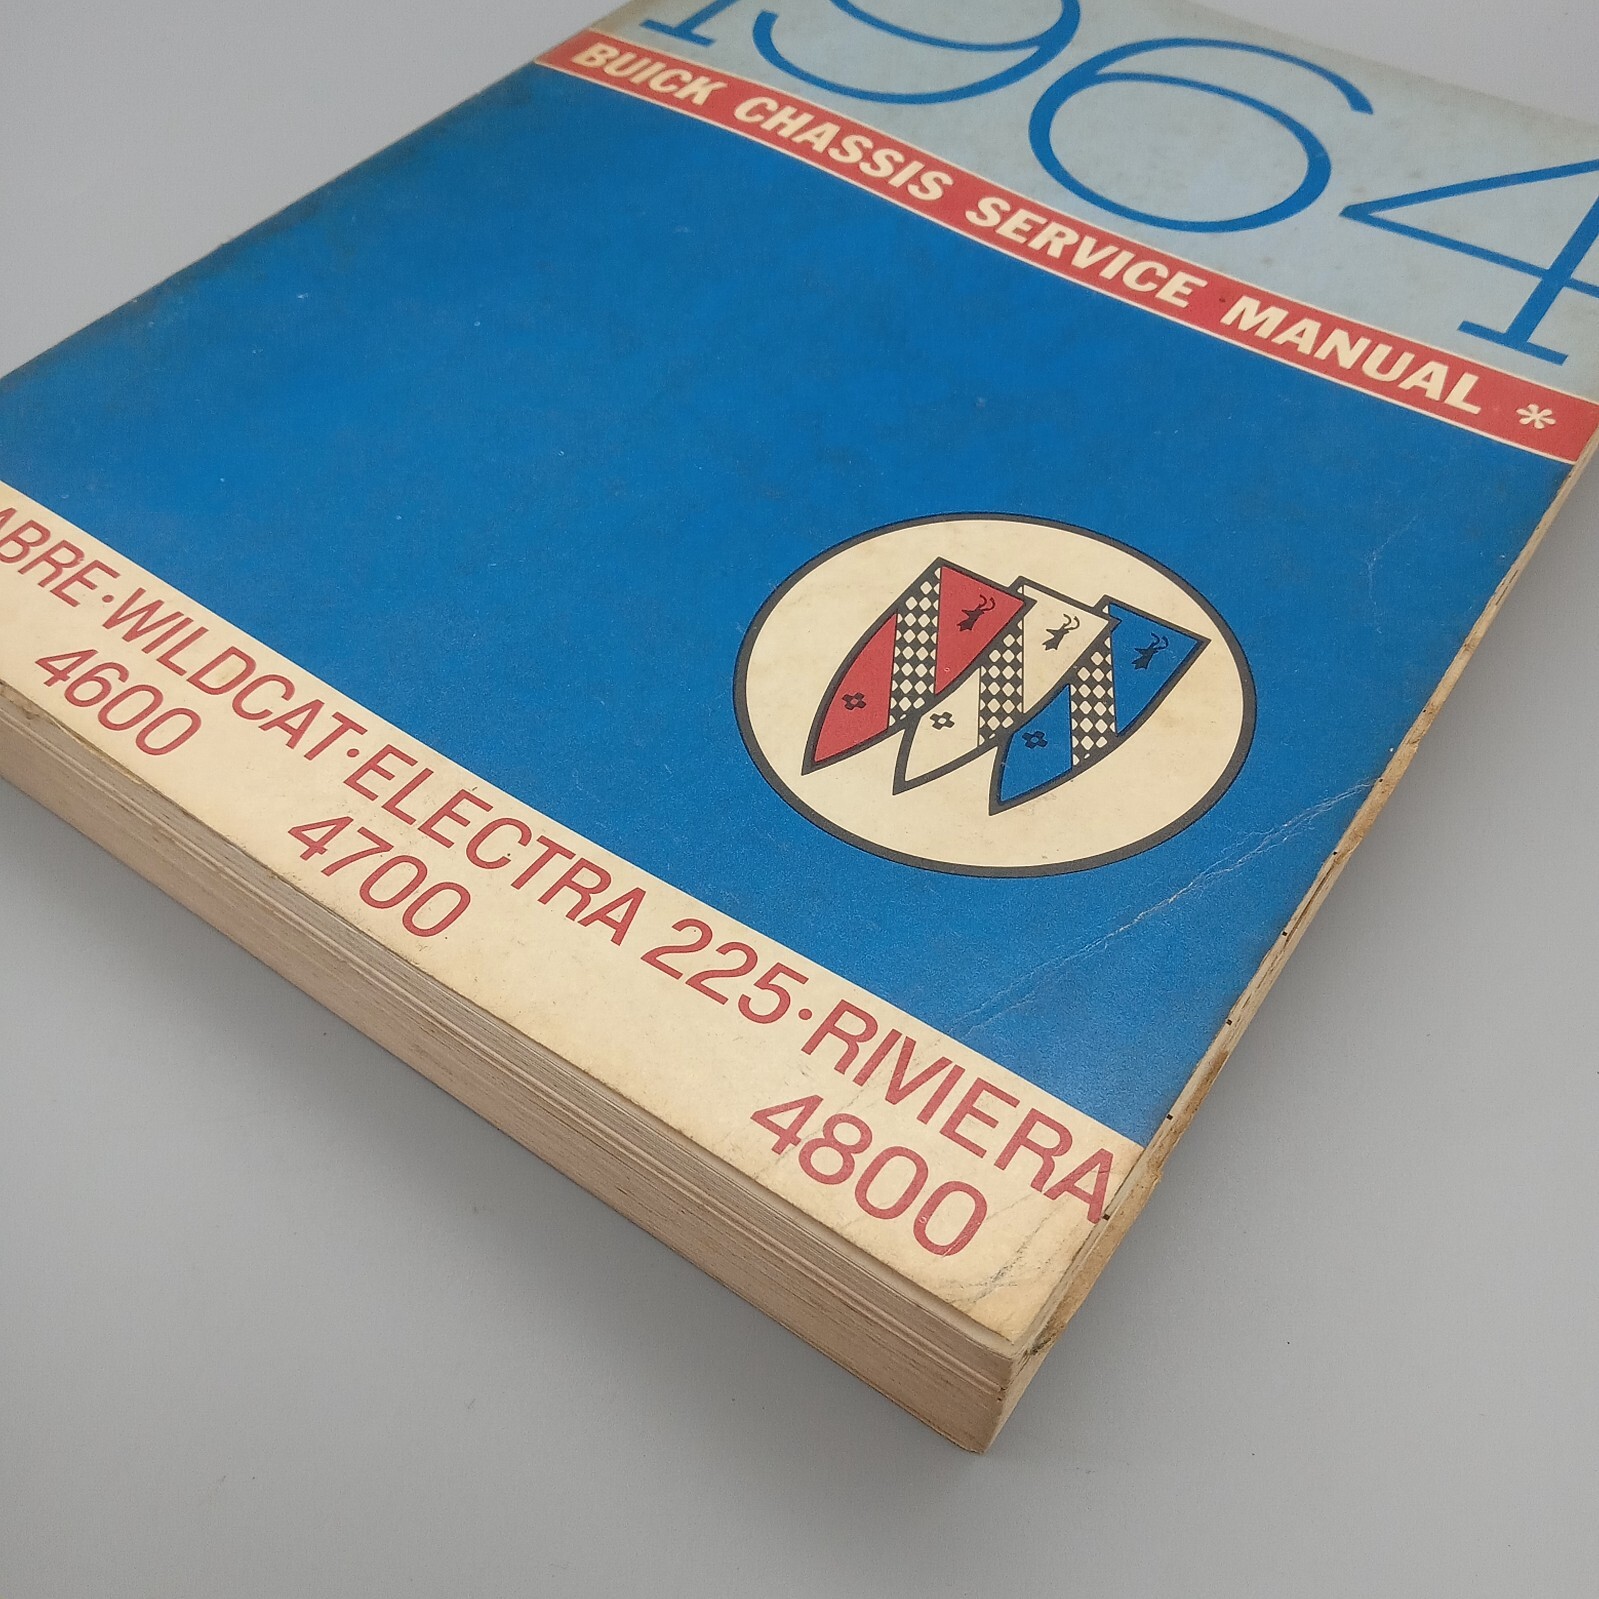 1964
BUICK CHASSIS SERVICE MANUAL *
ABRE·WILDCAT·ELECTRA 225·RIVIERA
4600 4700 4800